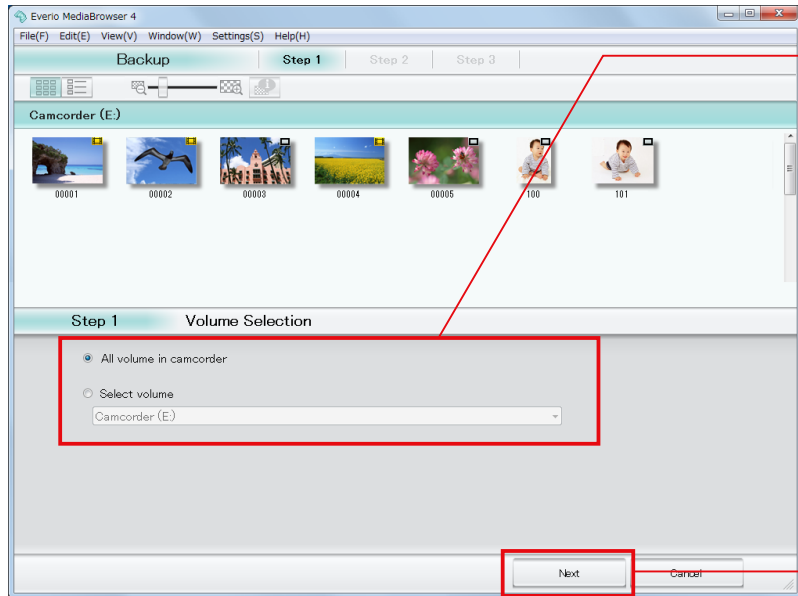 Everio MediaBrowser 4
File(F) Edit(E) View(V) Window(W) Settings(S) Help(H)
Backup Step 1 Step 2 Step 3
Camcorder (E:)
00001 00002 00003 00004 00005 100 101
Step 1 Volume Selection
All volume in camcorder
Select volume
Camcorder (E:)
Next Cancel